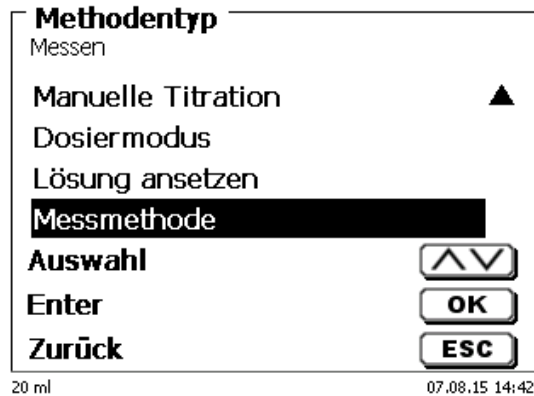 Methodentyp
Messen
Manuelle Titration
Dosiermodus
Lösung ansetzen
Messmethode
Auswahl
Enter OK
Zurück ESC
20 ml 07.08.15 14:42